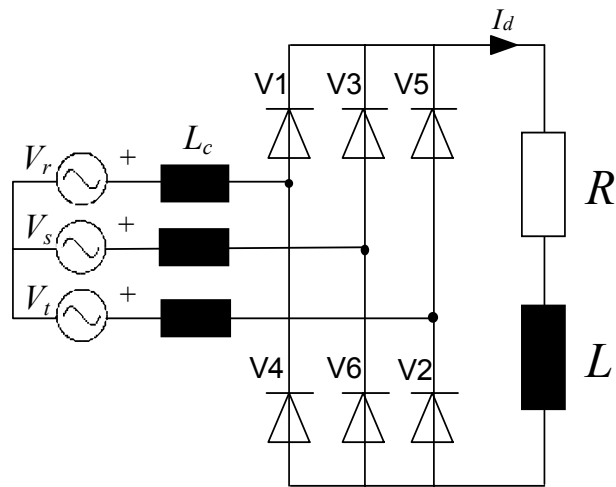 I_d
V1 V3 V5
L_c
V_r +
V_s +
V_t +
R
L
V4 V6 V2